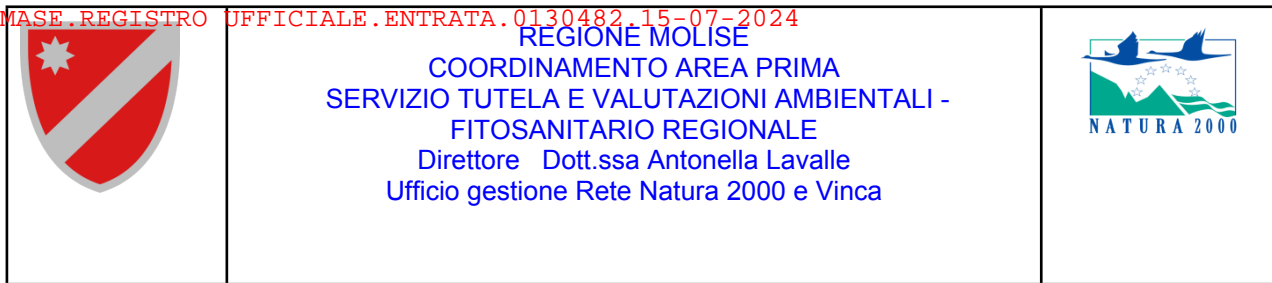 MASE.REGISTRO UFFICIALE.ENTRATA.0130482.15-07-2024
REGIONE MOLISE
COORDINAMENTO AREA PRIMA
SERVIZIO TUTELA E VALUTAZIONI AMBIENTALI -
FITOSANITARIO REGIONALE
Direttore Dott.ssa Antonella Lavalle
Ufficio gestione Rete Natura 2000 e Vinca
NATURA 2000